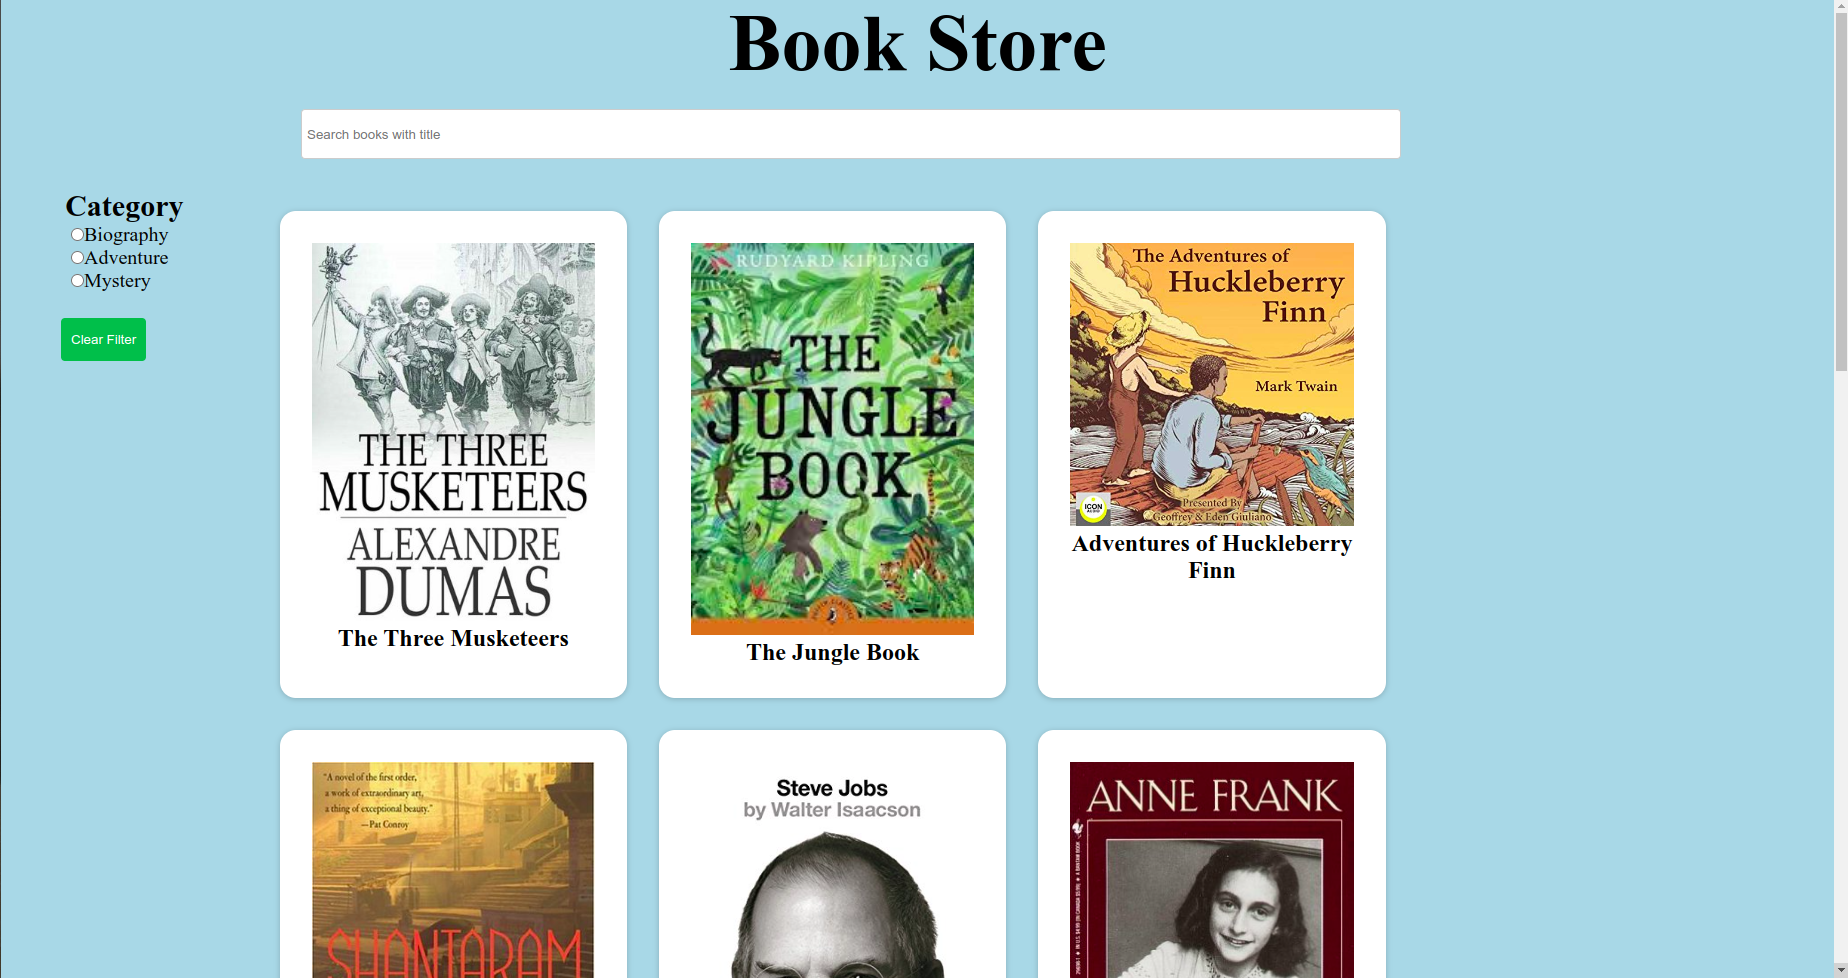 Book Store
Search books with title
Category
Biography
Adventure
Mystery
Clear Filter
THE THREE
MUSKETEERS
ALEXANDRE
DUMAS
The Three Musketeers
RUDYARD KIPLING
THE
JUNGLE
BOOK
The Jungle Book
The Adventures of
Huckleberry
Finn
Mark Twain
ICON
AUDIO
Presented By
Geoffrey & Eden Giuliano
Adventures of Huckleberry
Finn
"A novel of the first order,
a work of extraordinary art,
a thing of exceptional beauty."
—Pat Conroy
SHANTARAM
Steve Jobs
by Walter Isaacson
ANNE FRANK